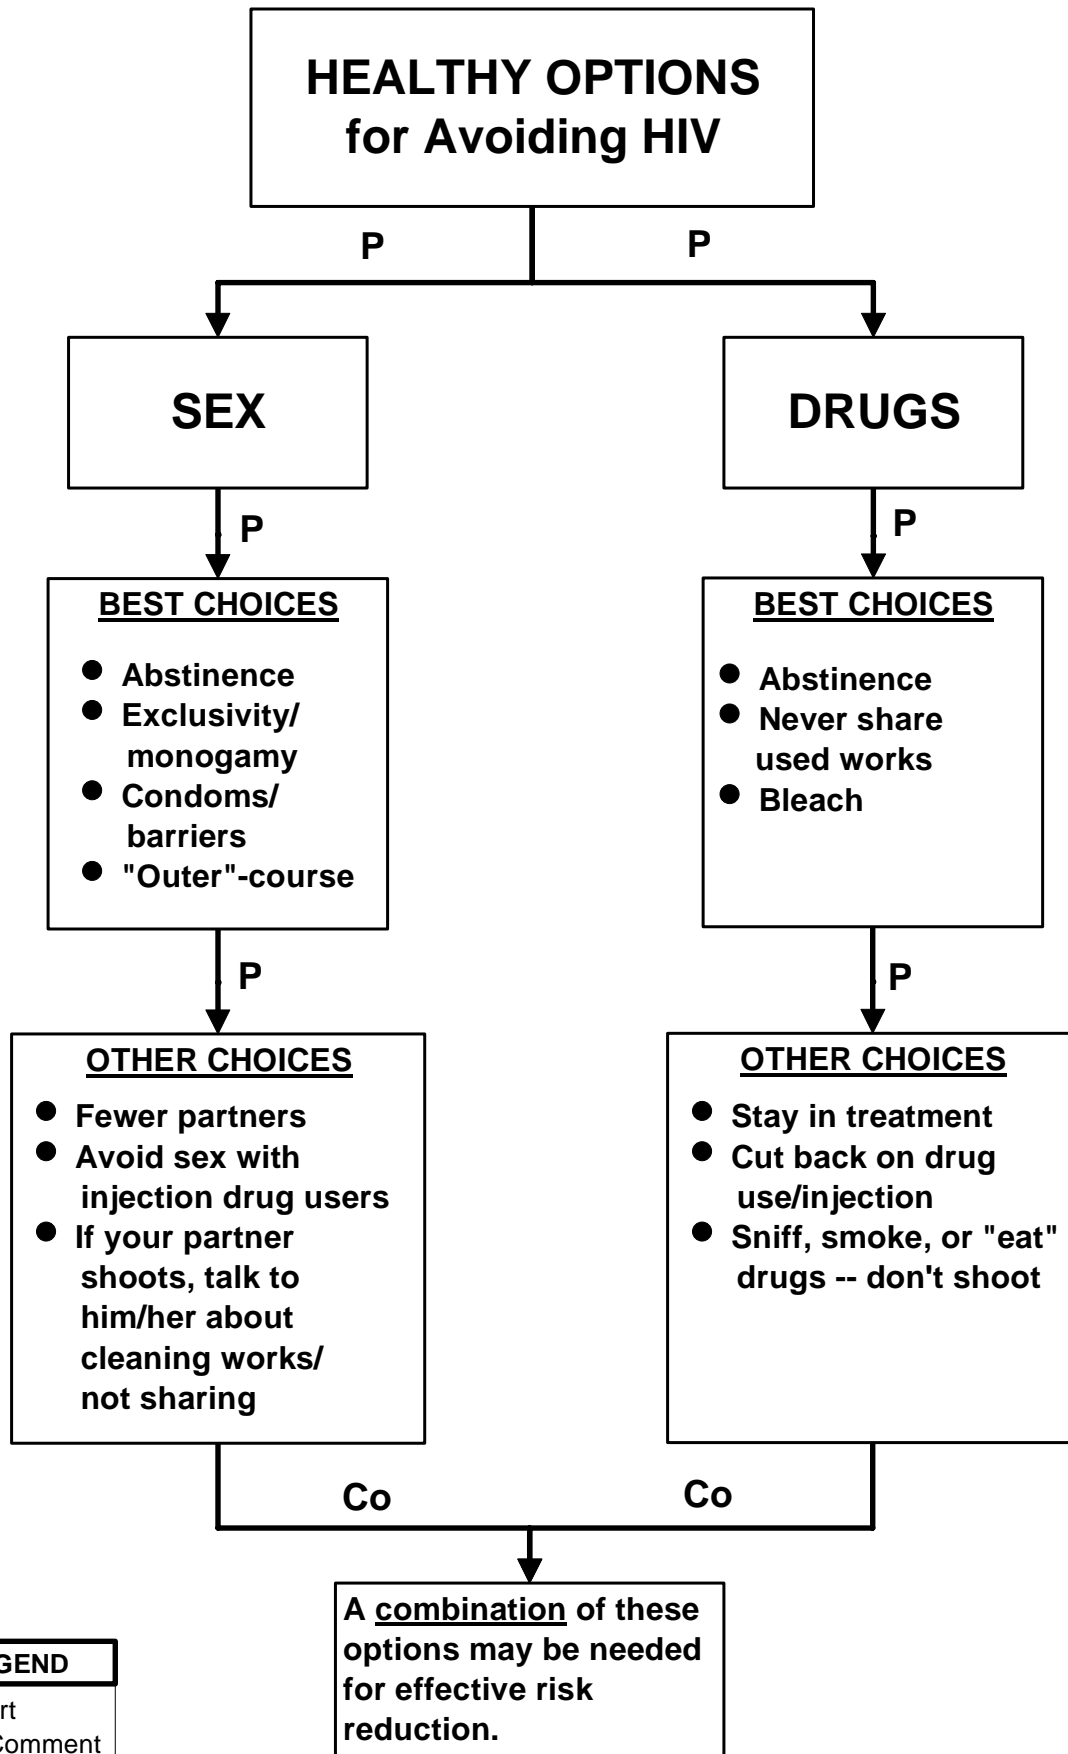 HEALTHY OPTIONS
for Avoiding HIV
P
P
SEX
DRUGS
P
P
BEST CHOICES
● Abstinence
● Exclusivity/
monogamy
● Condoms/
barriers
● "Outer"-course
BEST CHOICES
● Abstinence
● Never share
used works
● Bleach
P
P
OTHER CHOICES
● Fewer partners
● Avoid sex with
injection drug users
● If your partner
shoots, talk to
him/her about
cleaning works/
not sharing
OTHER CHOICES
● Stay in treatment
● Cut back on drug
use/injection
● Sniff, smoke, or "eat"
drugs -- don't shoot
Co
Co
A combination of these
options may be needed
for effective risk
reduction.
GEND
rt
Comment